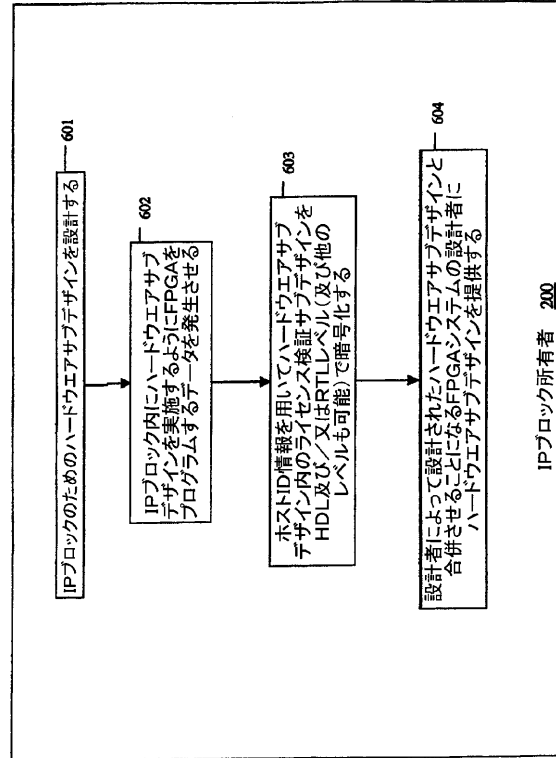 601
IPブロックのためのハードウエアサブデザインを設計する
602
IPブロック内にハードウエアサブ
デザインを実施するようにFPGAを
プログラムするデータを発生させる
603
ホストID情報を用いてハードウエアサブ
デザイン内のライセンス検証サブデザインを
HDL及び/又はRTLレベル(及び他の
レベルも可能)で暗号化する
604
設計者によって設計されたハードウエアサブデザインと
合併させることになるFPGAシステムの設計者に
ハードウエアサブデザインを提供する
IPブロック所有者 200